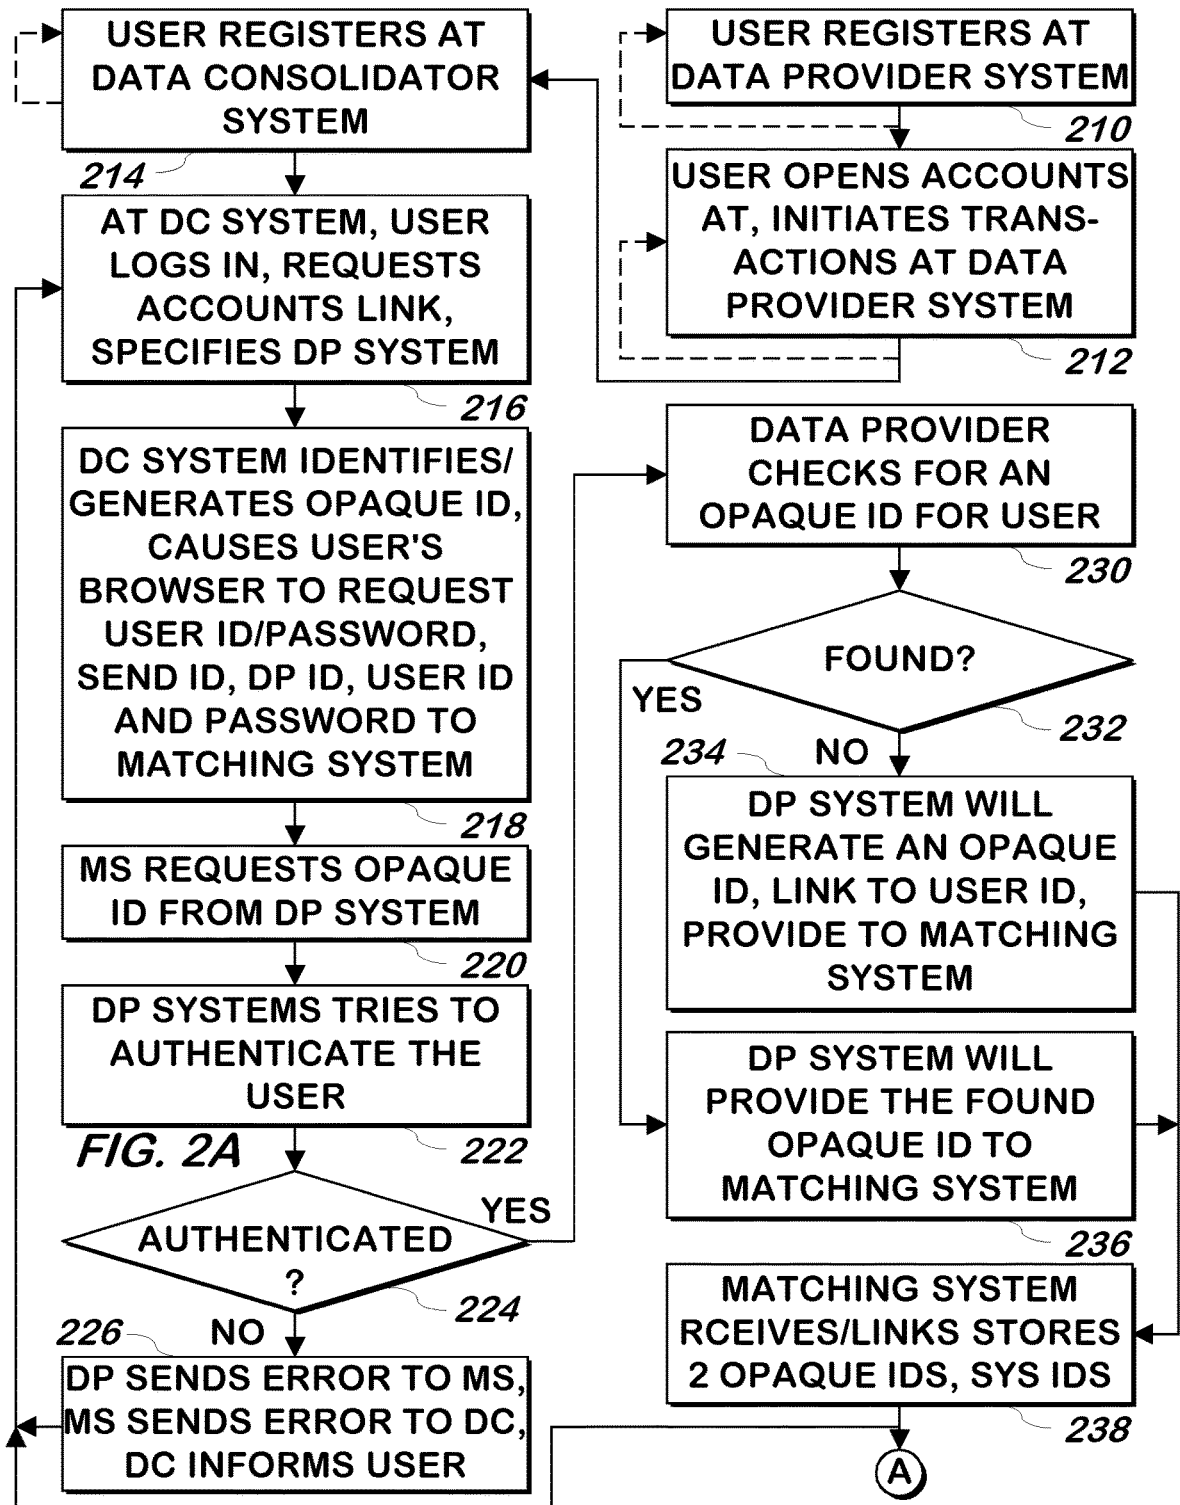 USER REGISTERS AT
DATA CONSOLIDATOR
SYSTEM
214
AT DC SYSTEM, USER
LOGS IN, REQUESTS
ACCOUNTS LINK,
SPECIFIES DP SYSTEM
216
DC SYSTEM IDENTIFIES/
GENERATES OPAQUE ID,
CAUSES USER'S
BROWSER TO REQUEST
USER ID/PASSWORD,
SEND ID, DP ID, USER ID
AND PASSWORD TO
MATCHING SYSTEM
218
MS REQUESTS OPAQUE
ID FROM DP SYSTEM
220
DP SYSTEMS TRIES TO
AUTHENTICATE THE
USER
222
FIG. 2A
AUTHENTICATED
?
YES
224
NO
226
DP SENDS ERROR TO MS,
MS SENDS ERROR TO DC,
DC INFORMS USER
USER REGISTERS AT
DATA PROVIDER SYSTEM
210
USER OPENS ACCOUNTS
AT, INITIATES TRANS-
ACTIONS AT DATA
PROVIDER SYSTEM
212
DATA PROVIDER
CHECKS FOR AN
OPAQUE ID FOR USER
230
FOUND?
YES
232
NO
234
DP SYSTEM WILL
GENERATE AN OPAQUE
ID, LINK TO USER ID,
PROVIDE TO MATCHING
SYSTEM
DP SYSTEM WILL
PROVIDE THE FOUND
OPAQUE ID TO
MATCHING SYSTEM
236
MATCHING SYSTEM
RCEIVES/LINKS STORES
2 OPAQUE IDS, SYS IDS
238
A